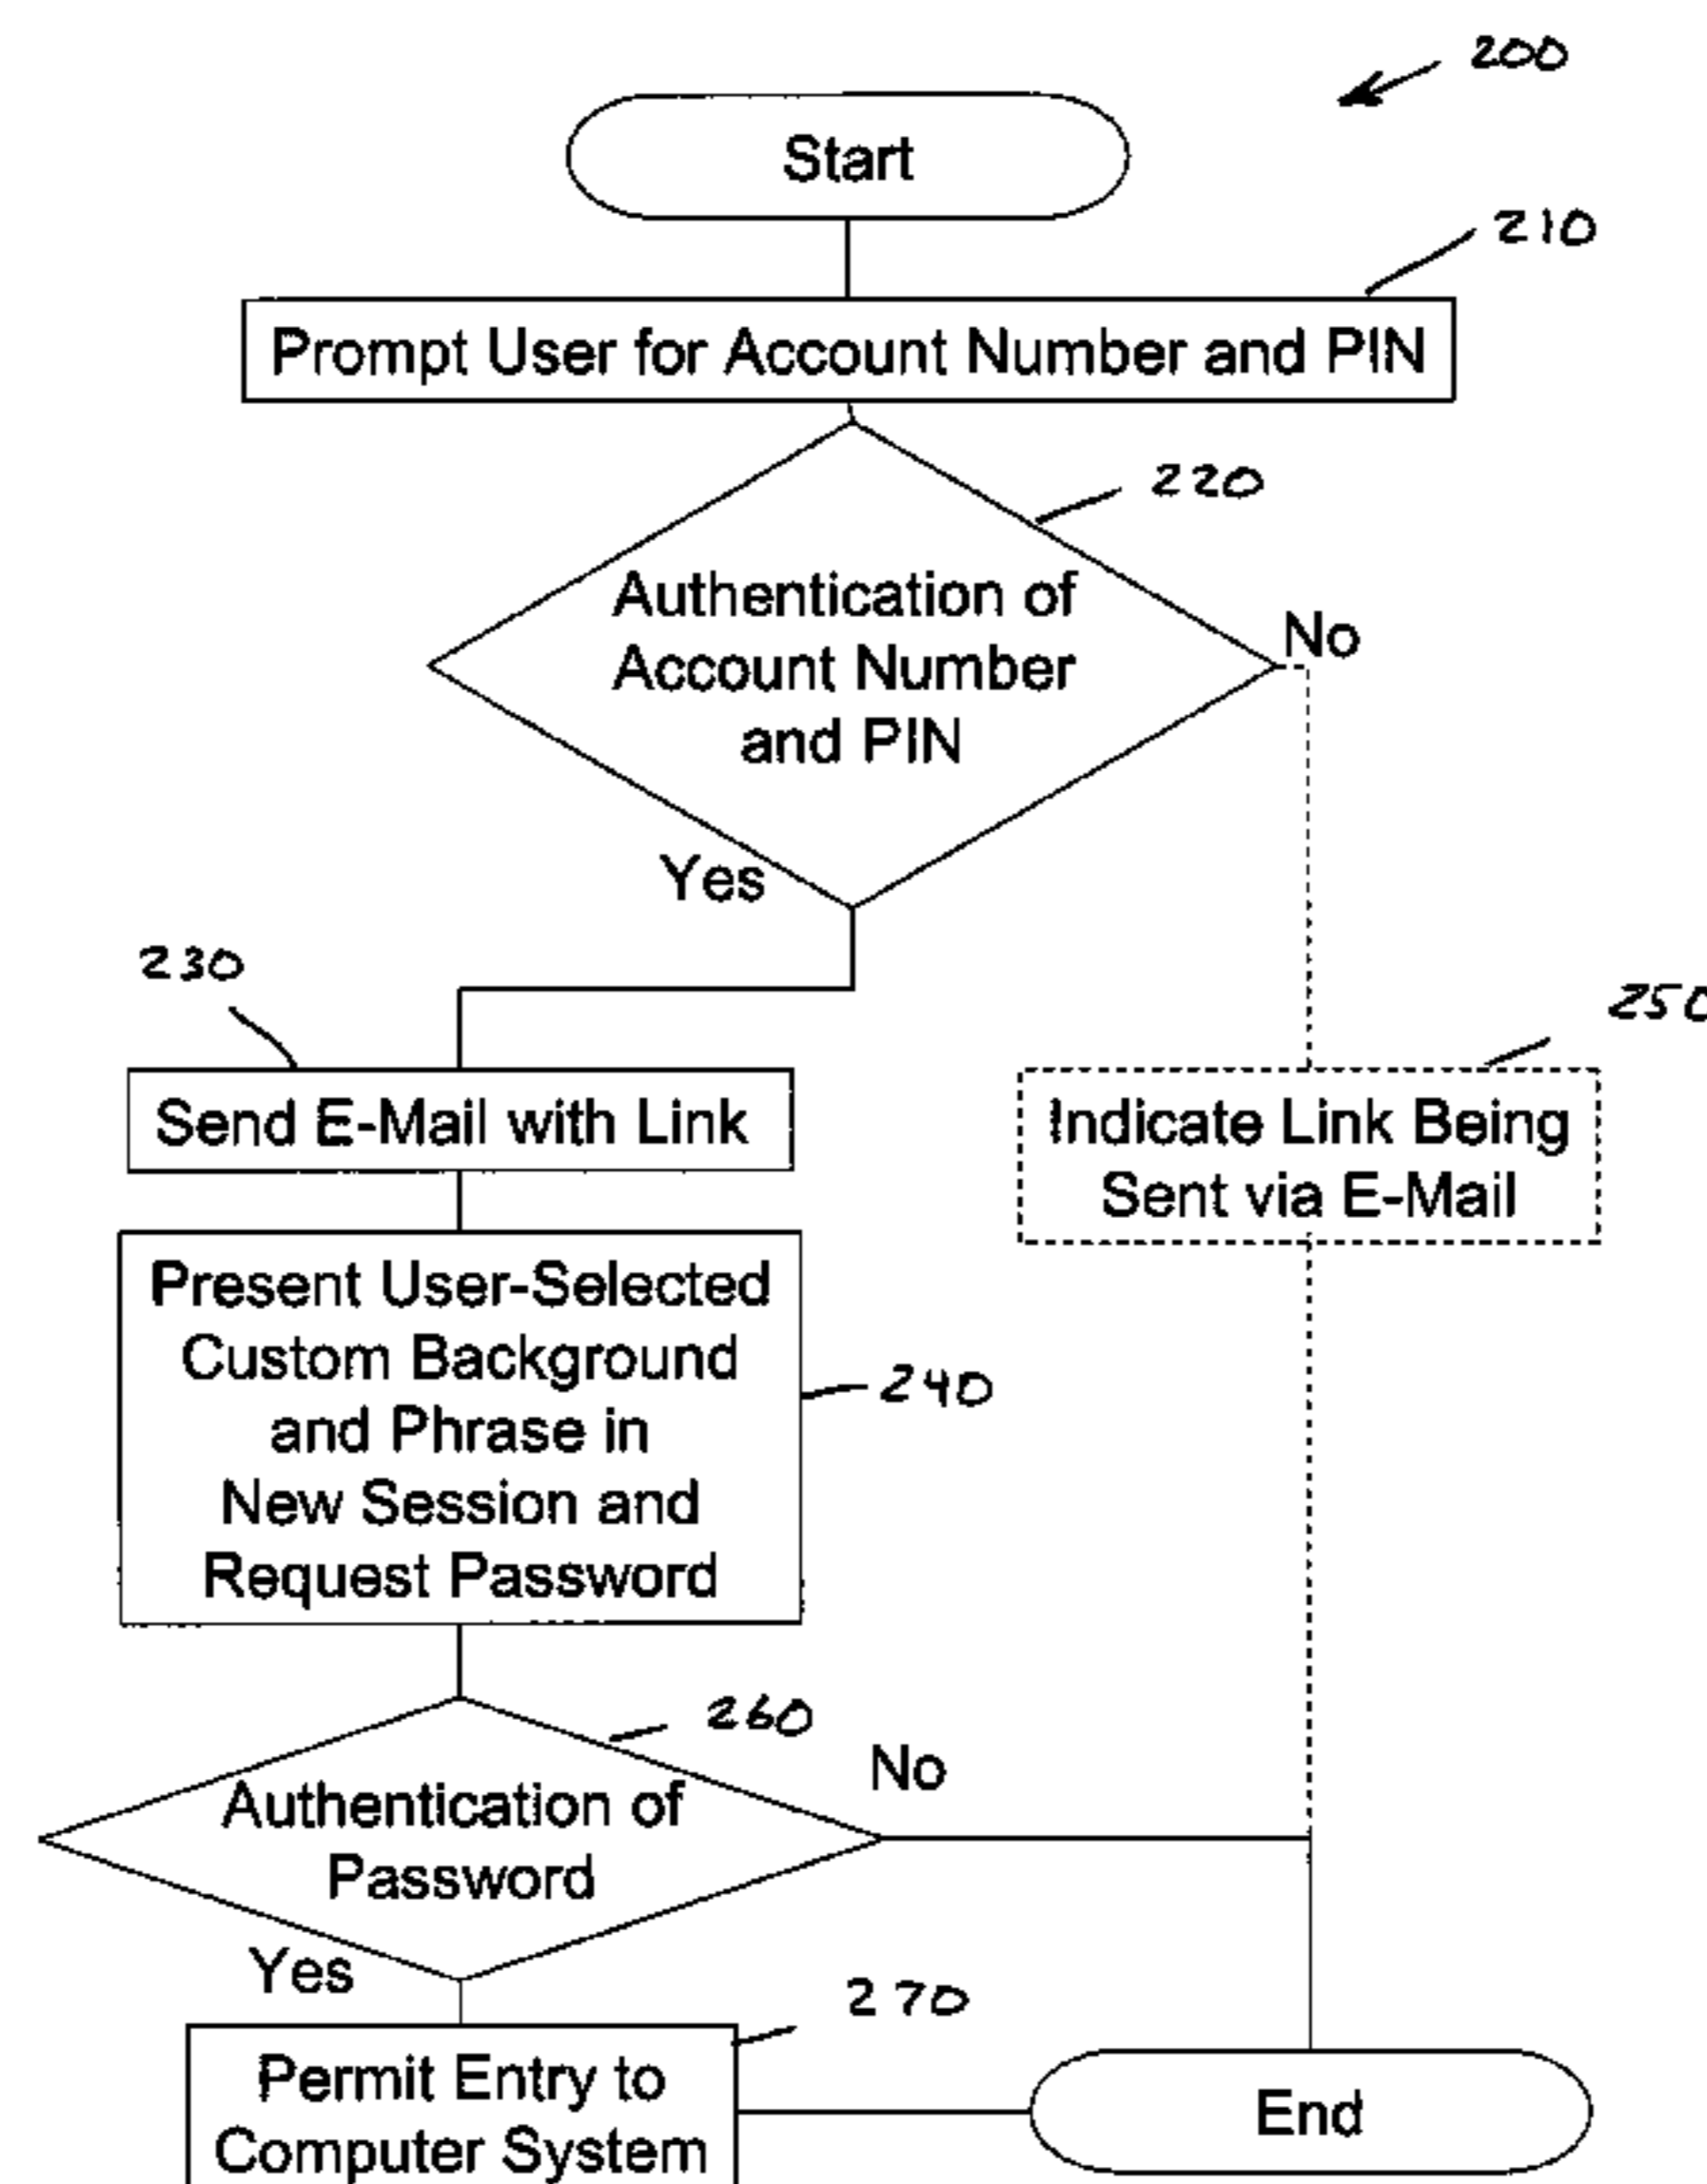 200
Start
210
Prompt User for Account Number and PIN
220
Authentication of
Account Number
and PIN
No
Yes
230
250
Send E-Mail with Link
Indicate Link Being
Sent via E-Mail
Present User-Selected
Custom Background
and Phrase in
New Session and
Request Password
240
260
Authentication of
Password
No
Yes
270
Permit Entry to
Computer System
End